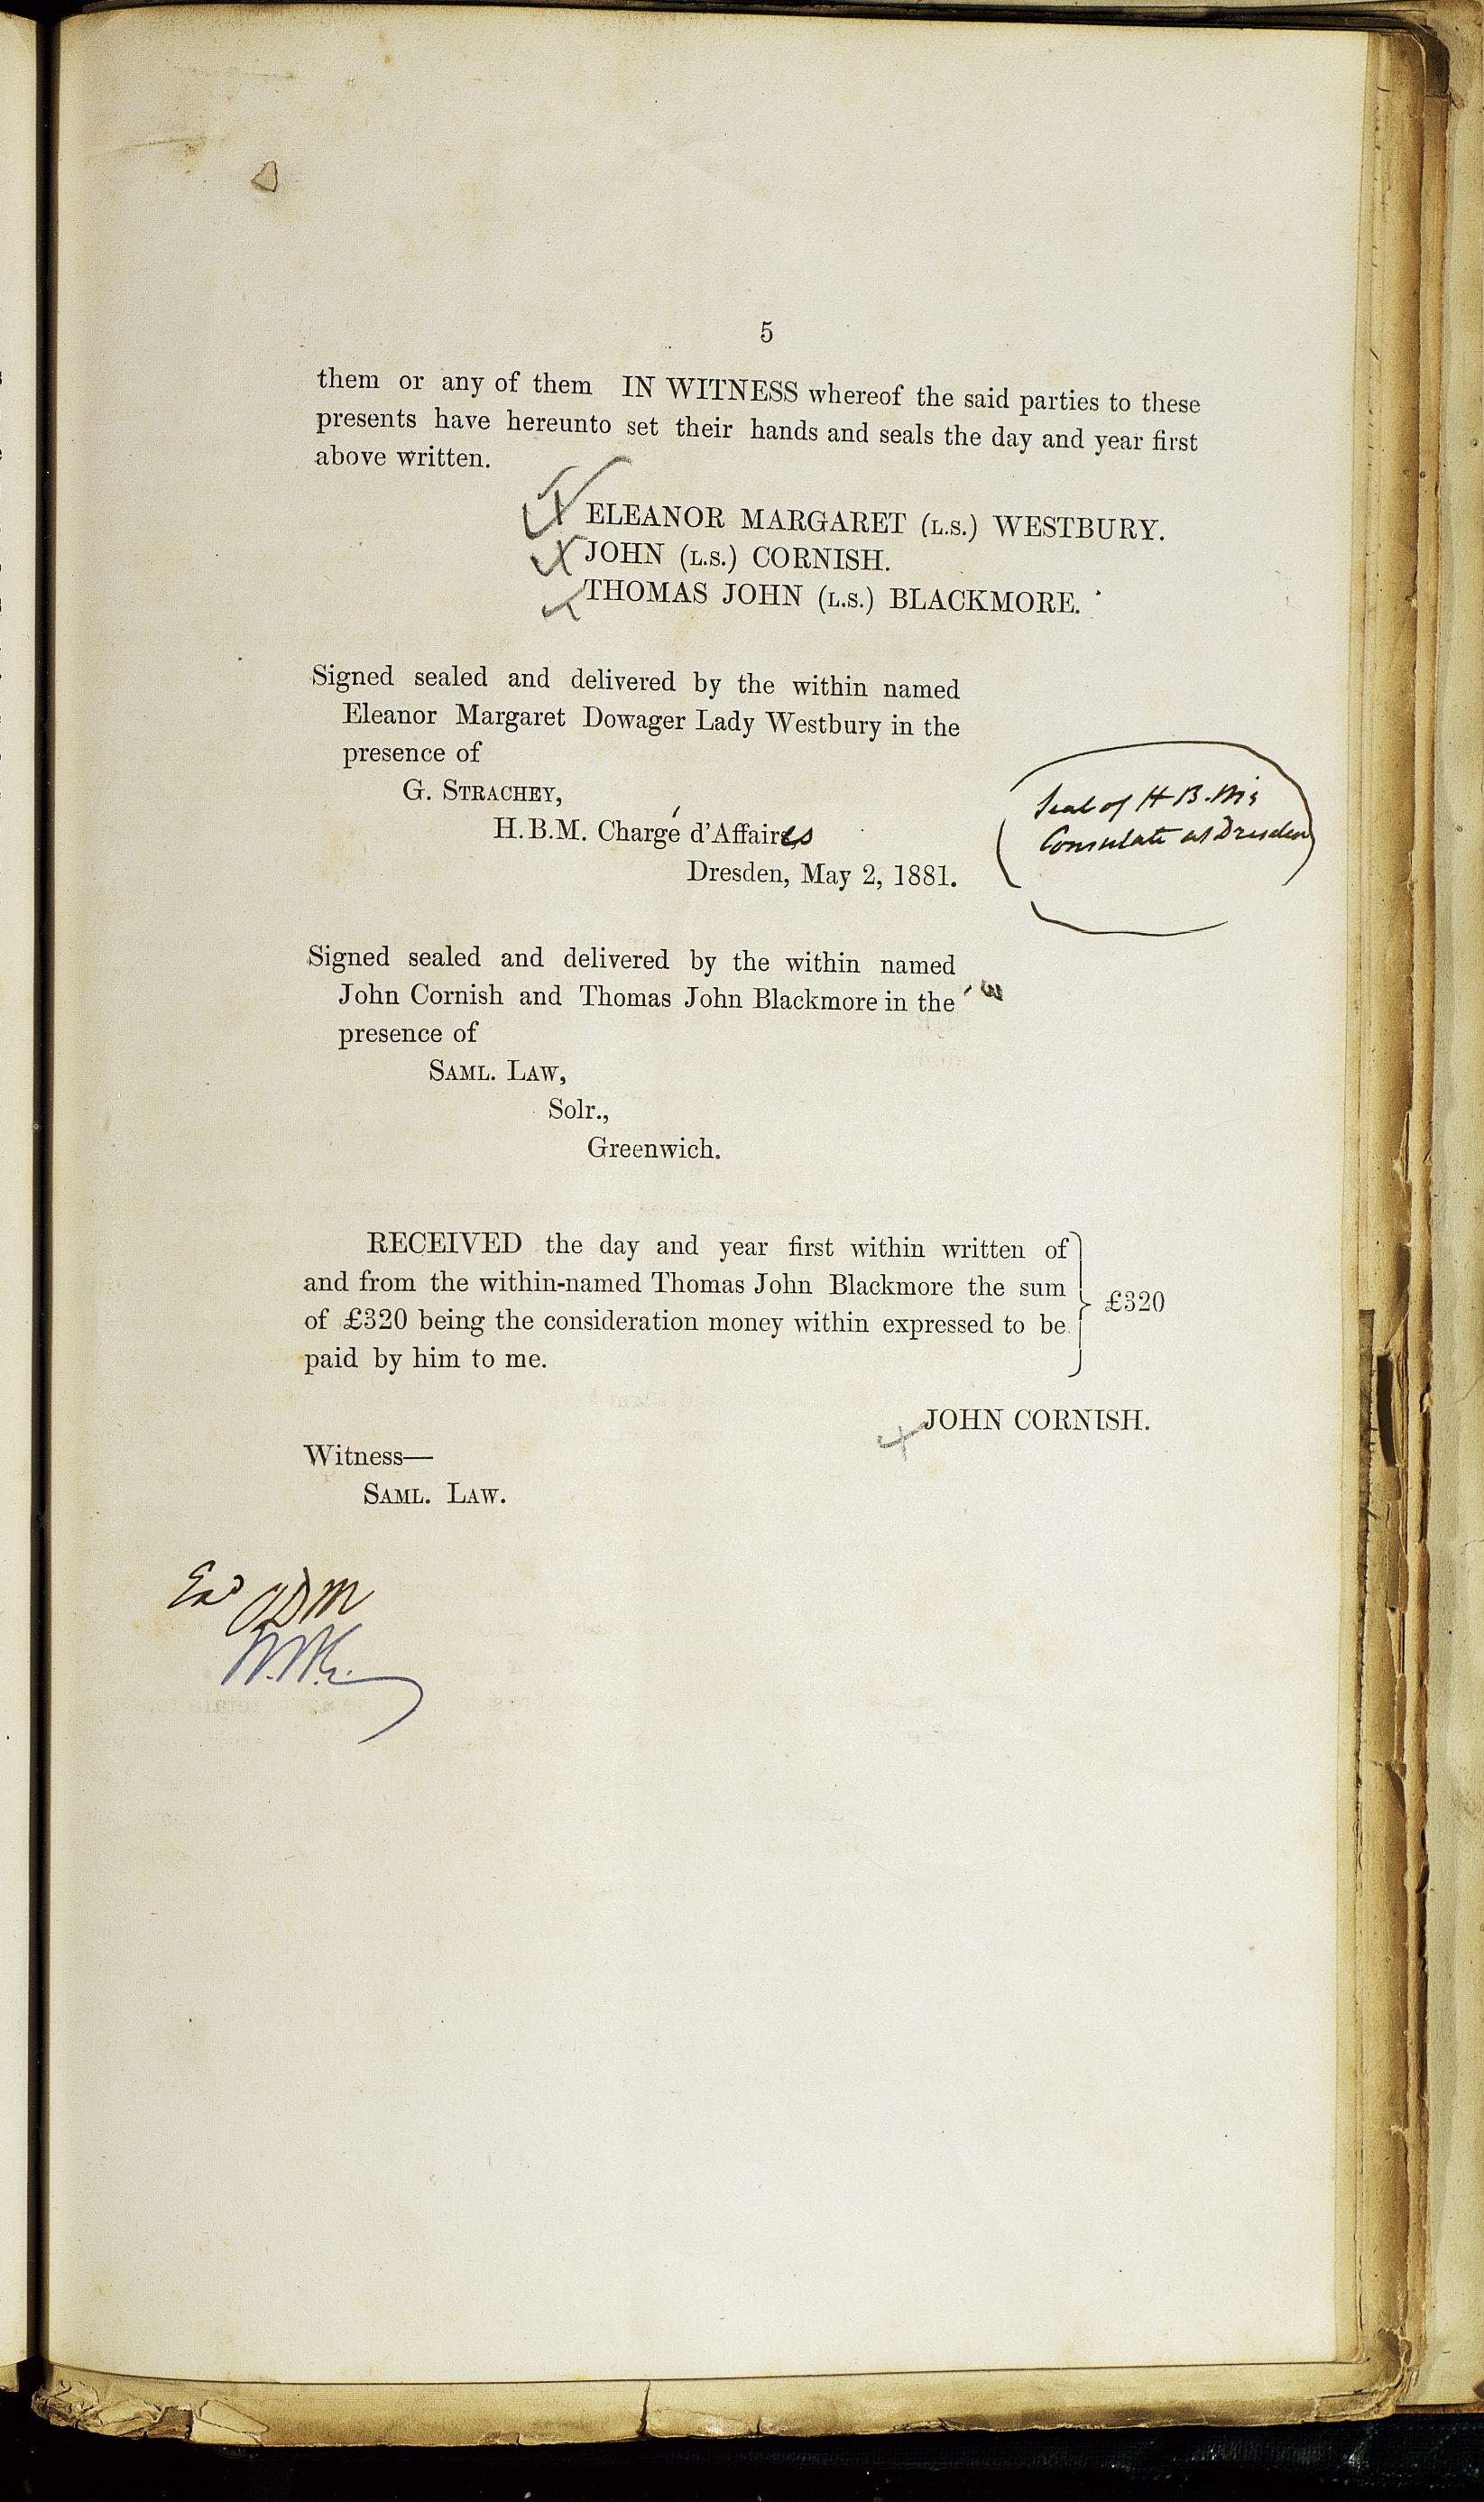 5
them or any of them IN WITNESS whereof the said parties to these
presents have hereunto set their hands and seals the day and year first
above written.
ELEANOR MARGARET (L.S.) WESTBURY.
JOHN (L.S.) CORNISH.
THOMAS JOHN (L.S.) BLACKMORE.
Signed sealed and delivered by the within named
Eleanor Margaret Dowager Lady Westbury in the
presence of
G. STRACHEY,
H.B.M. Chargé d'Affaires
Dresden, May 2, 1881.
Seal of H B. M's
Consulate at Dresden
Signed sealed and delivered by the within named
John Cornish and Thomas John Blackmore in the
presence of
SAML. LAW,
Solr.,
Greenwich.
RECEIVED the day and year first within written of
and from the within-named Thomas John Blackmore the sum
of £320 being the consideration money within expressed to be
paid by him to me.
£320
JOHN CORNISH.
Witness—
SAML. LAW.